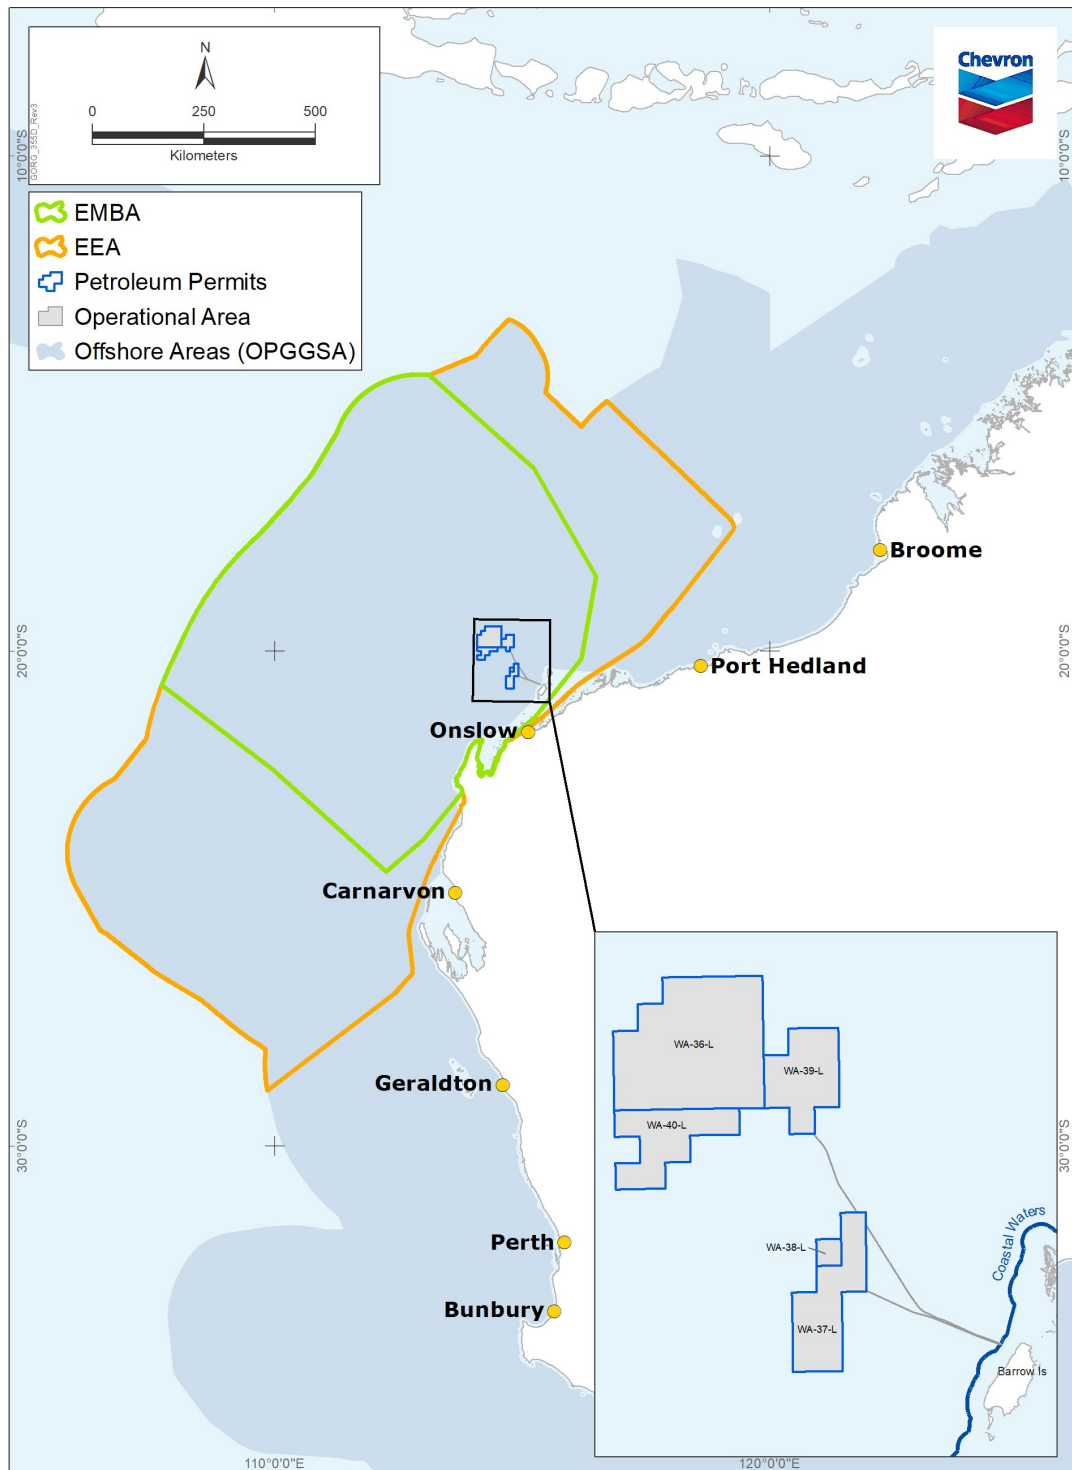 N
0
250
500
Kilometers
GORG_355D_Rev3
Chevron
10°0'0"S
10°0'0"S
EMBA
EEA
Petroleum Permits
Operational Area
Offshore Areas (OPGGSA)
Broome
20°0'0"S
20°0'0"S
Port Hedland
Onslow
Carnarvon
Geraldton
Perth
Bunbury
30°0'0"S
30°0'0"S
WA-36-L
WA-39-L
WA-40-L
WA-38-L
WA-37-L
Coastal Waters
Barrow Is
110°0'0"E
120°0'0"E